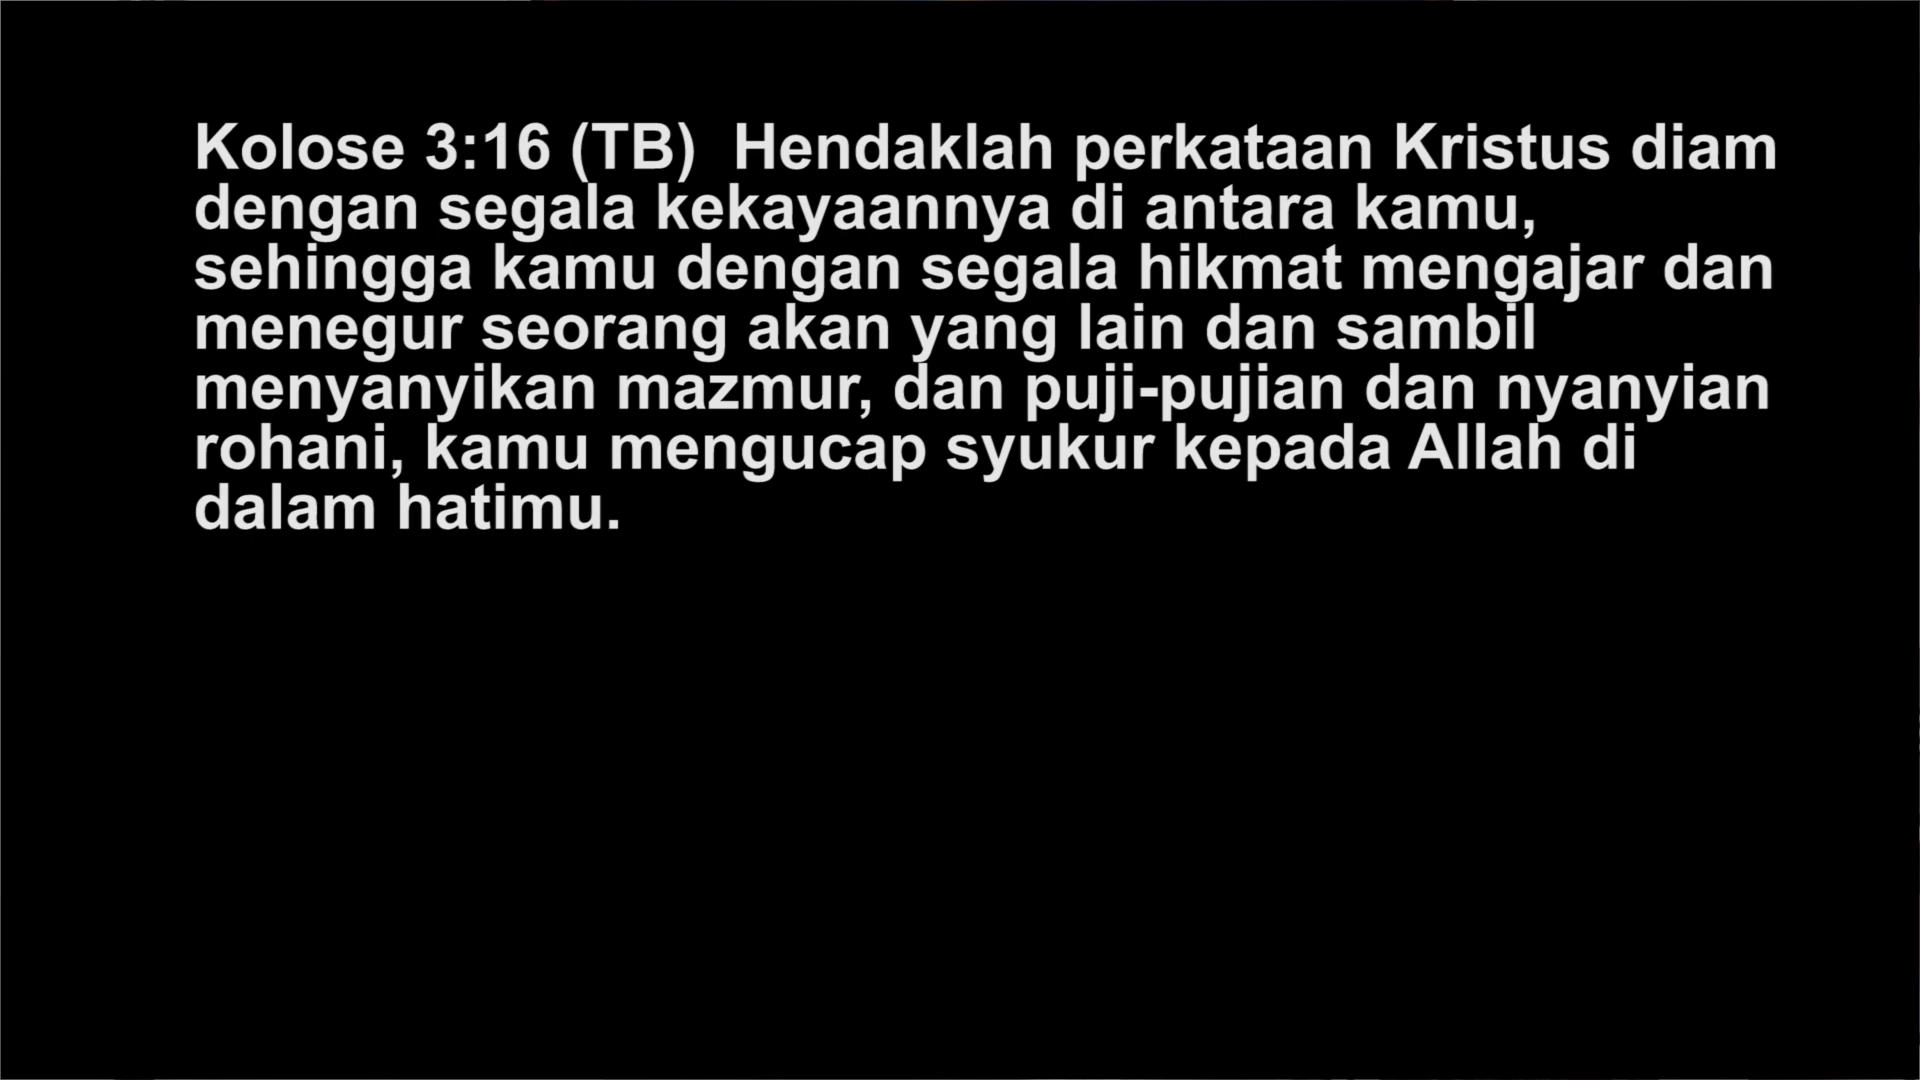 Kolose 3:16 (TB)  Hendaklah perkataan Kristus diam
dengan segala kekayaannya di antara kamu,
sehingga kamu dengan segala hikmat mengajar dan
menegur seorang akan yang lain dan sambil
menyanyikan mazmur, dan puji-pujian dan nyanyian
rohani, kamu mengucap syukur kepada Allah di
dalam hatimu.